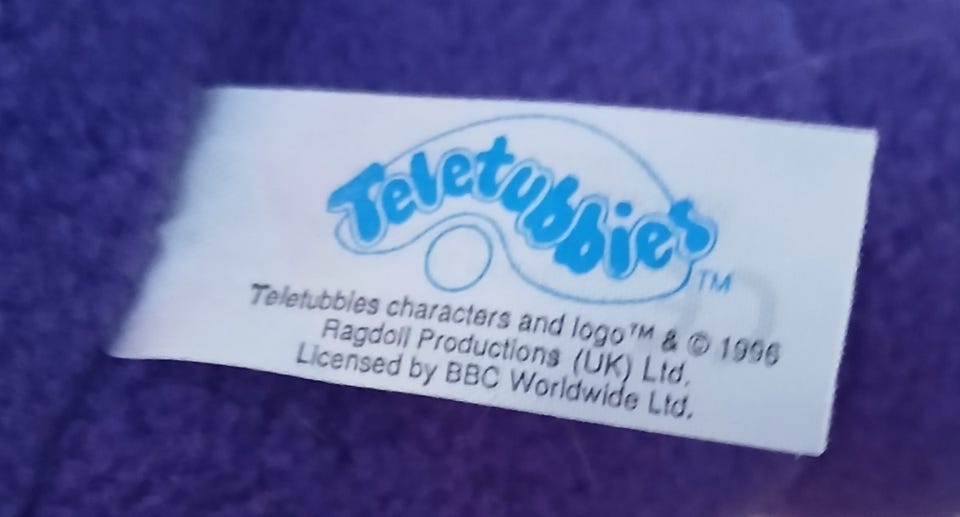 Teletubbies
TM
Teletubbies characters and logo™ & © 1996
Ragdoll Productions (UK) Ltd.
Licensed by BBC Worldwide Ltd.